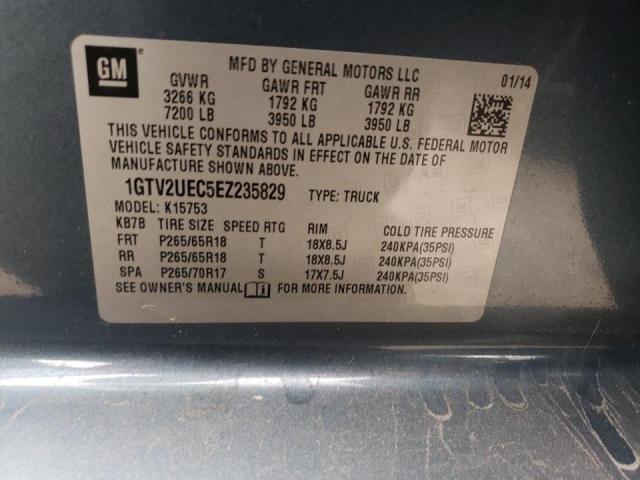 GM
MFD BY GENERAL MOTORS LLC
01/14
GVWR GAWR FRT GAWR RR
3266 KG 1792 KG 1792 KG
7200 LB 3950 LB 3950 LB
THIS VEHICLE CONFORMS TO ALL APPLICABLE U.S. FEDERAL MOTOR
VEHICLE SAFETY STANDARDS IN EFFECT ON THE DATE OF
MANUFACTURE SHOWN ABOVE.
1GTV2UEC5EZ235829 TYPE: TRUCK
MODEL: K15753
KB7B TIRE SIZE SPEED RTG RIM COLD TIRE PRESSURE
FRT P265/65R18 T 18X8.5J 240KPA(35PSI)
RR P265/65R18 T 18X8.5J 240KPA(35PSI)
SPA P265/70R17 S 17X7.5J 240KPA(35PSI)
SEE OWNER'S MANUAL FOR MORE INFORMATION.